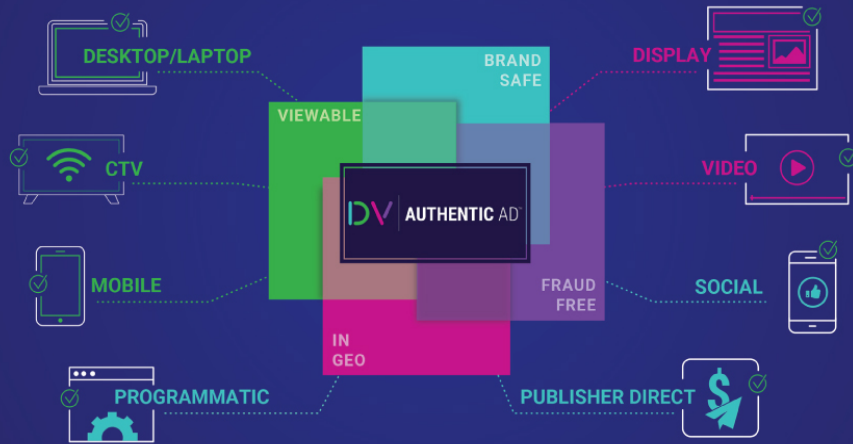 DESKTOP/LAPTOP
BRAND
SAFE
DISPLAY
VIEWABLE
CTV
VIDEO
DV AUTHENTIC AD™
MOBILE
FRAUD
FREE
SOCIAL
IN
GEO
PROGRAMMATIC
PUBLISHER DIRECT
$